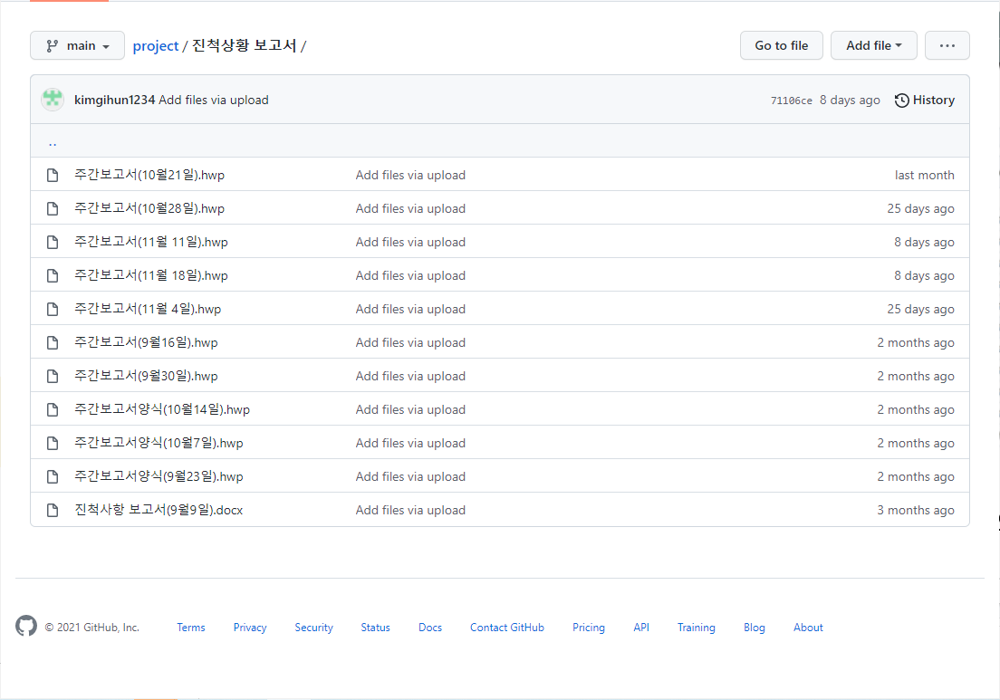 main
project / 진척상황 보고서 /
Go to file
Add file
...
kimgihun1234 Add files via upload
71106ce 8 days ago History
..
주간보고서(10월21일).hwp Add files via upload last month
주간보고서(10월28일).hwp Add files via upload 25 days ago
주간보고서(11월 11일).hwp Add files via upload 8 days ago
주간보고서(11월 18일).hwp Add files via upload 8 days ago
주간보고서(11월 4일).hwp Add files via upload 25 days ago
주간보고서(9월16일).hwp Add files via upload 2 months ago
주간보고서(9월30일).hwp Add files via upload 2 months ago
주간보고서양식(10월14일).hwp Add files via upload 2 months ago
주간보고서양식(10월7일).hwp Add files via upload 2 months ago
주간보고서양식(9월23일).hwp Add files via upload 2 months ago
진척사항 보고서(9월9일).docx Add files via upload 3 months ago
© 2021 GitHub, Inc. Terms Privacy Security Status Docs Contact GitHub Pricing API Training Blog About